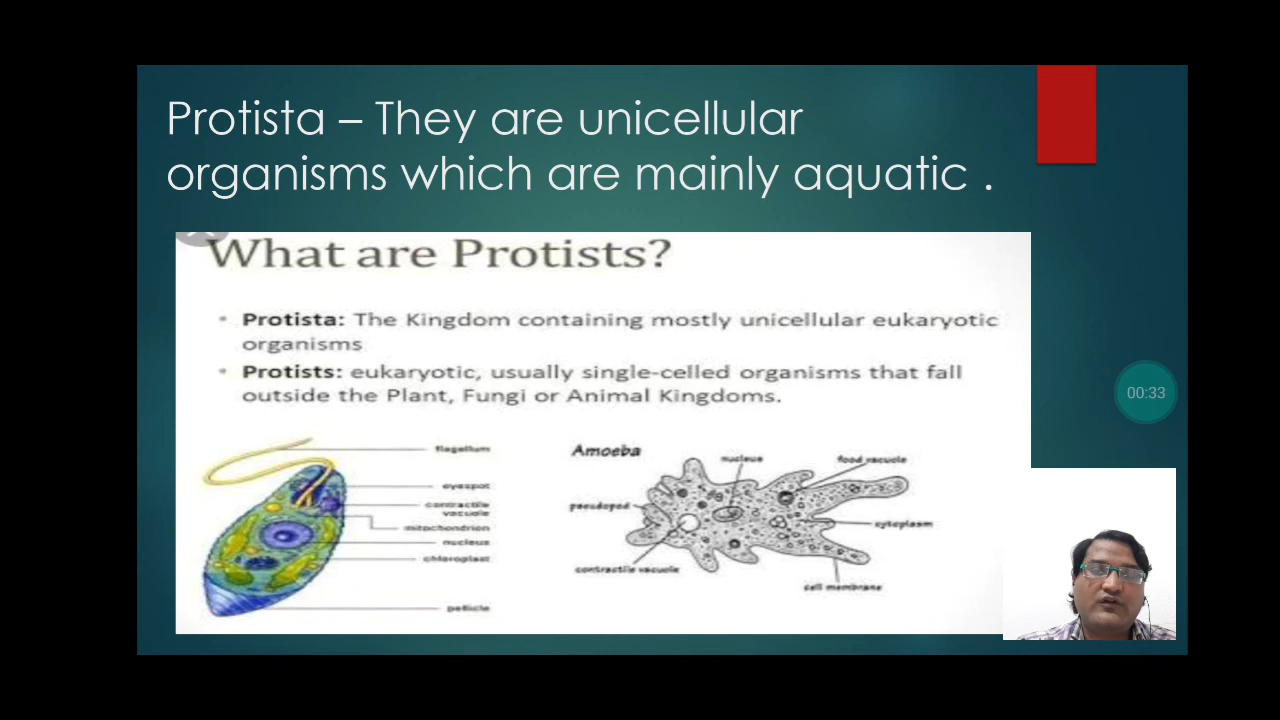 Protista – They are unicellular
organisms which are mainly aquatic .
What are Protists?
• Protista: The Kingdom containing mostly unicellular eukaryotic
organisms
• Protists: eukaryotic, usually single-celled organisms that fall
outside the Plant, Fungi or Animal Kingdoms.
flagellum
eyespot
contractile
vacuole
mitochondrion
nucleus
chloroplast
pellicle
Amoeba
nucleus
food vacuole
pseudopod
cytoplasm
contractile vacuole
cell membrane
00:33